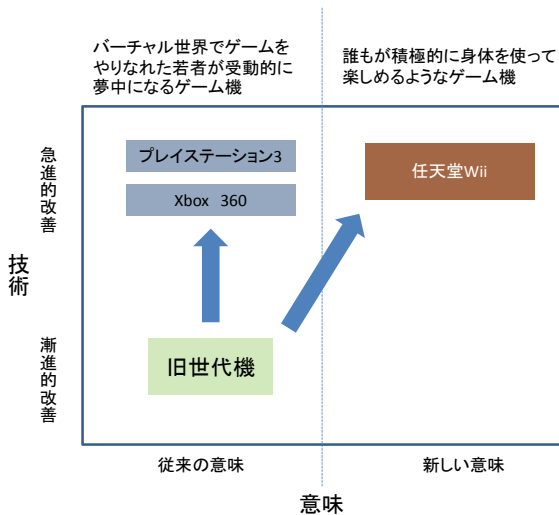 バーチャル世界でゲームを
やりなれた若者が受動的に
夢中になるゲーム機
誰もが積極的に身体を使って
楽しめるようなゲーム機
急進的改善
プレイステーション3
Xbox 360
任天堂Wii
技術
漸進的改善
旧世代機
従来の意味
新しい意味
意味